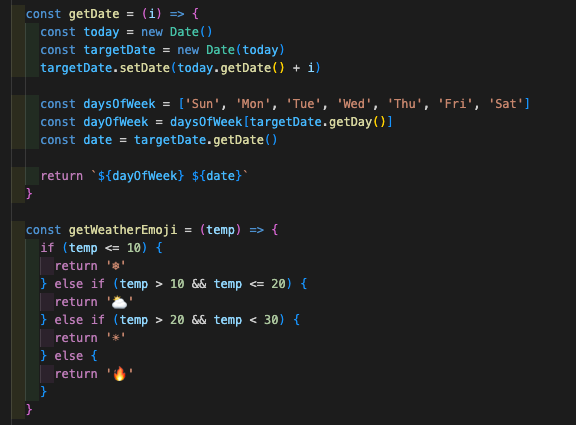 const getDate = (i) => {
  const today = new Date()
  const targetDate = new Date(today)
  targetDate.setDate(today.getDate() + i)

  const daysOfWeek = ['Sun', 'Mon', 'Tue', 'Wed', 'Thu', 'Fri', 'Sat']
  const dayOfWeek = daysOfWeek[targetDate.getDay()]
  const date = targetDate.getDate()

  return `${dayOfWeek} ${date}`
}

const getWeatherEmoji = (temp) => {
  if (temp <= 10) {
    return '❄'
  } else if (temp > 10 && temp <= 20) {
    return '🌥️'
  } else if (temp > 20 && temp < 30) {
    return '☀'
  } else {
    return '🔥'
  }
}